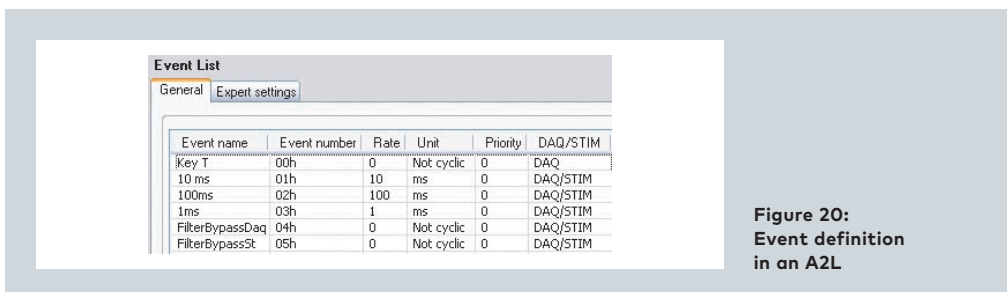 Event List
General Expert settings
Event name Event number Rate Unit Priority DAQ/STIM
Key T 00h 0 Not cyclic 0 DAQ
10 ms 01h 10 ms 0 DAQ/STIM
100ms 02h 100 ms 0 DAQ/STIM
1ms 03h 1 ms 0 DAQ/STIM
FilterBypassDaq 04h 0 Not cyclic 0 DAQ/STIM
FilterBypassSt 05h 0 Not cyclic 0 DAQ/STIM
Figure 20:
Event definition
in an A2L